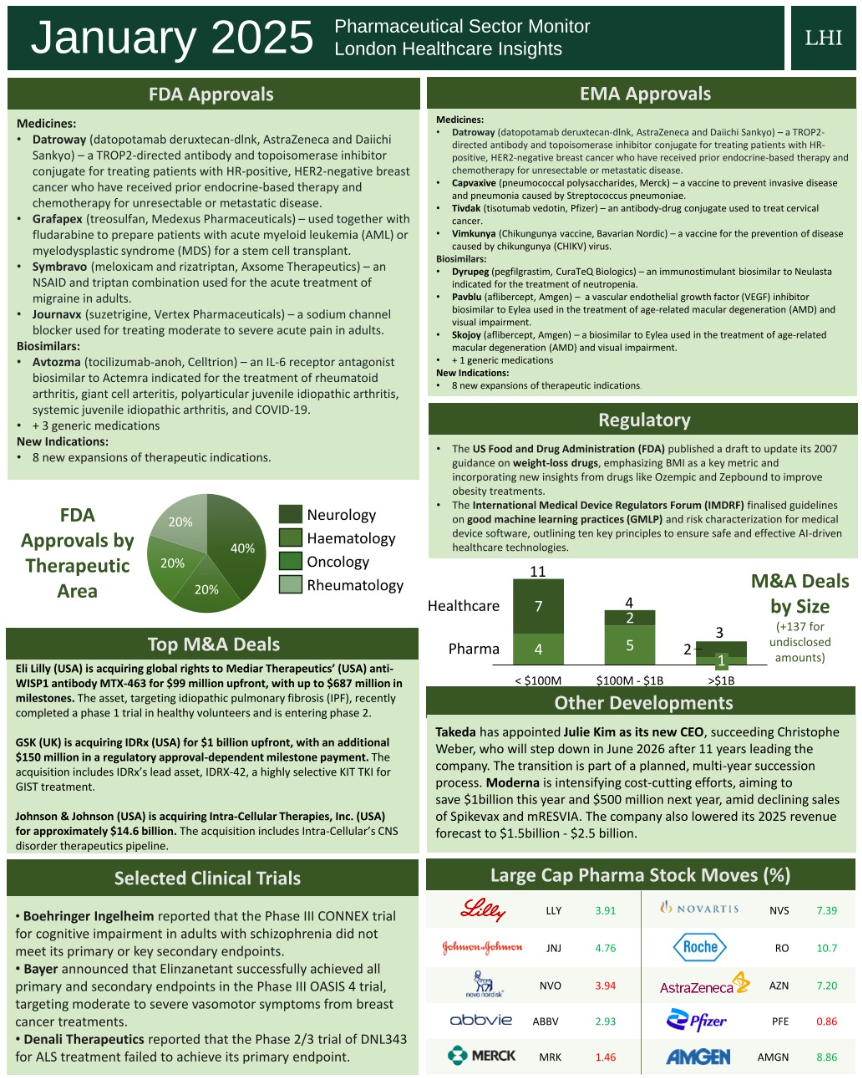 January 2025
Pharmaceutical Sector Monitor
London Healthcare Insights
LHI
FDA Approvals
Medicines:
• Datroway (datopotamab deruxtecan-dlnk, AstraZeneca and Daiichi
Sankyo) – a TROP2-directed antibody and topoisomerase inhibitor
conjugate for treating patients with HR-positive, HER2-negative breast
cancer who have received prior endocrine-based therapy and
chemotherapy for unresectable or metastatic disease.
• Grafapex (treosulfan, Medexus Pharmaceuticals) – used together with
fludarabine to prepare patients with acute myeloid leukemia (AML) or
myelodysplastic syndrome (MDS) for a stem cell transplant.
• Symbravo (meloxicam and rizatriptan, Axsome Therapeutics) – an
NSAID and triptan combination used for the acute treatment of
migraine in adults.
• Journavx (suzetrigine, Vertex Pharmaceuticals) – a sodium channel
blocker used for treating moderate to severe acute pain in adults.
Biosimilars:
• Avtozma (tocilizumab-anoh, Celltrion) – an IL-6 receptor antagonist
biosimilar to Actemra indicated for the treatment of rheumatoid
arthritis, giant cell arteritis, polyarticular juvenile idiopathic arthritis,
systemic juvenile idiopathic arthritis, and COVID-19.
• + 3 generic medications
New Indications:
• 8 new expansions of therapeutic indications.
FDA
Approvals by
Therapeutic
Area
20%
40%
20%
20%
Neurology
Haematology
Oncology
Rheumatology
Top M&A Deals
Eli Lilly (USA) is acquiring global rights to Mediar Therapeutics' (USA) anti-
WISP1 antibody MTX-463 for $99 million upfront, with up to $687 million in
milestones. The asset, targeting idiopathic pulmonary fibrosis (IPF), recently
completed a phase 1 trial in healthy volunteers and is entering phase 2.
GSK (UK) is acquiring IDRx (USA) for $1 billion upfront, with an additional
$150 million in a regulatory approval-dependent milestone payment. The
acquisition includes IDRx's lead asset, IDRX-42, a highly selective KIT TKI for
GIST treatment.
Johnson & Johnson (USA) is acquiring Intra-Cellular Therapies, Inc. (USA)
for approximately $14.6 billion. The acquisition includes Intra-Cellular's CNS
disorder therapeutics pipeline.
Selected Clinical Trials
• Boehringer Ingelheim reported that the Phase III CONNEX trial
for cognitive impairment in adults with schizophrenia did not
meet its primary or key secondary endpoints.
• Bayer announced that Elinzanetant successfully achieved all
primary and secondary endpoints in the Phase III OASIS 4 trial,
targeting moderate to severe vasomotor symptoms from breast
cancer treatments.
• Denali Therapeutics reported that the Phase 2/3 trial of DNL343
for ALS treatment failed to achieve its primary endpoint.
EMA Approvals
Medicines:
• Datroway (datopotamab deruxtecan-dlnk, AstraZeneca and Daiichi Sankyo) – a TROP2-
directed antibody and topoisomerase inhibitor conjugate for treating patients with HR-
positive, HER2-negative breast cancer who have received prior endocrine-based therapy and
chemotherapy for unresectable or metastatic disease.
• Capvaxive (pneumococcal polysaccharides, Merck) – a vaccine to prevent invasive disease
and pneumonia caused by Streptococcus pneumoniae.
• Tivdak (tisotumab vedotin, Pfizer) – an antibody-drug conjugate used to treat cervical
cancer.
• Vimkunya (Chikungunya vaccine, Bavarian Nordic) – a vaccine for the prevention of disease
caused by chikungunya (CHIKV) virus.
Biosimilars:
• Dyrupeg (pegfilgrastim, CuraTeQ Biologics) – an immunostimulant biosimilar to Neulasta
indicated for the treatment of neutropenia.
• Pavblu (aflibercept, Amgen) – a vascular endothelial growth factor (VEGF) inhibitor
biosimilar to Eylea used in the treatment of age-related macular degeneration (AMD) and
visual impairment.
• Skojoy (aflibercept, Amgen) – a biosimilar to Eylea used in the treatment of age-related
macular degeneration (AMD) and visual impairment.
• + 1 generic medications
New Indications:
• 8 new expansions of therapeutic indications
Regulatory
• The US Food and Drug Administration (FDA) published a draft to update its 2007
guidance on weight-loss drugs, emphasizing BMI as a key metric and
incorporating new insights from drugs like Ozempic and Zepbound to improve
obesity treatments.
• The International Medical Device Regulators Forum (IMDRF) finalised guidelines
on good machine learning practices (GMLP) and risk characterization for medical
device software, outlining ten key principles to ensure safe and effective AI-driven
healthcare technologies.
M&A Deals
by Size
(+137 for
undisclosed
amounts)
Healthcare
Pharma
11
7
4
4
2
5
3
2
1
< $100M
$100M - $1B
>$1B
Other Developments
Takeda has appointed Julie Kim as its new CEO, succeeding Christophe
Weber, who will step down in June 2026 after 11 years leading the
company. The transition is part of a planned, multi-year succession
process. Moderna is intensifying cost-cutting efforts, aiming to
save $1billion this year and $500 million next year, amid declining sales
of Spikevax and mRESVIA. The company also lowered its 2025 revenue
forecast to $1.5billion - $2.5 billion.
Large Cap Pharma Stock Moves (%)
Lilly LLY 3.91 NOVARTIS NVS 7.39
Johnson&Johnson JNJ 4.76 Roche RO 10.7
novo nordisk NVO 3.94 AstraZeneca AZN 7.20
abbvie ABBV 2.93 Pfizer PFE 0.86
MERCK MRK 1.46 AMGEN AMGN 8.86